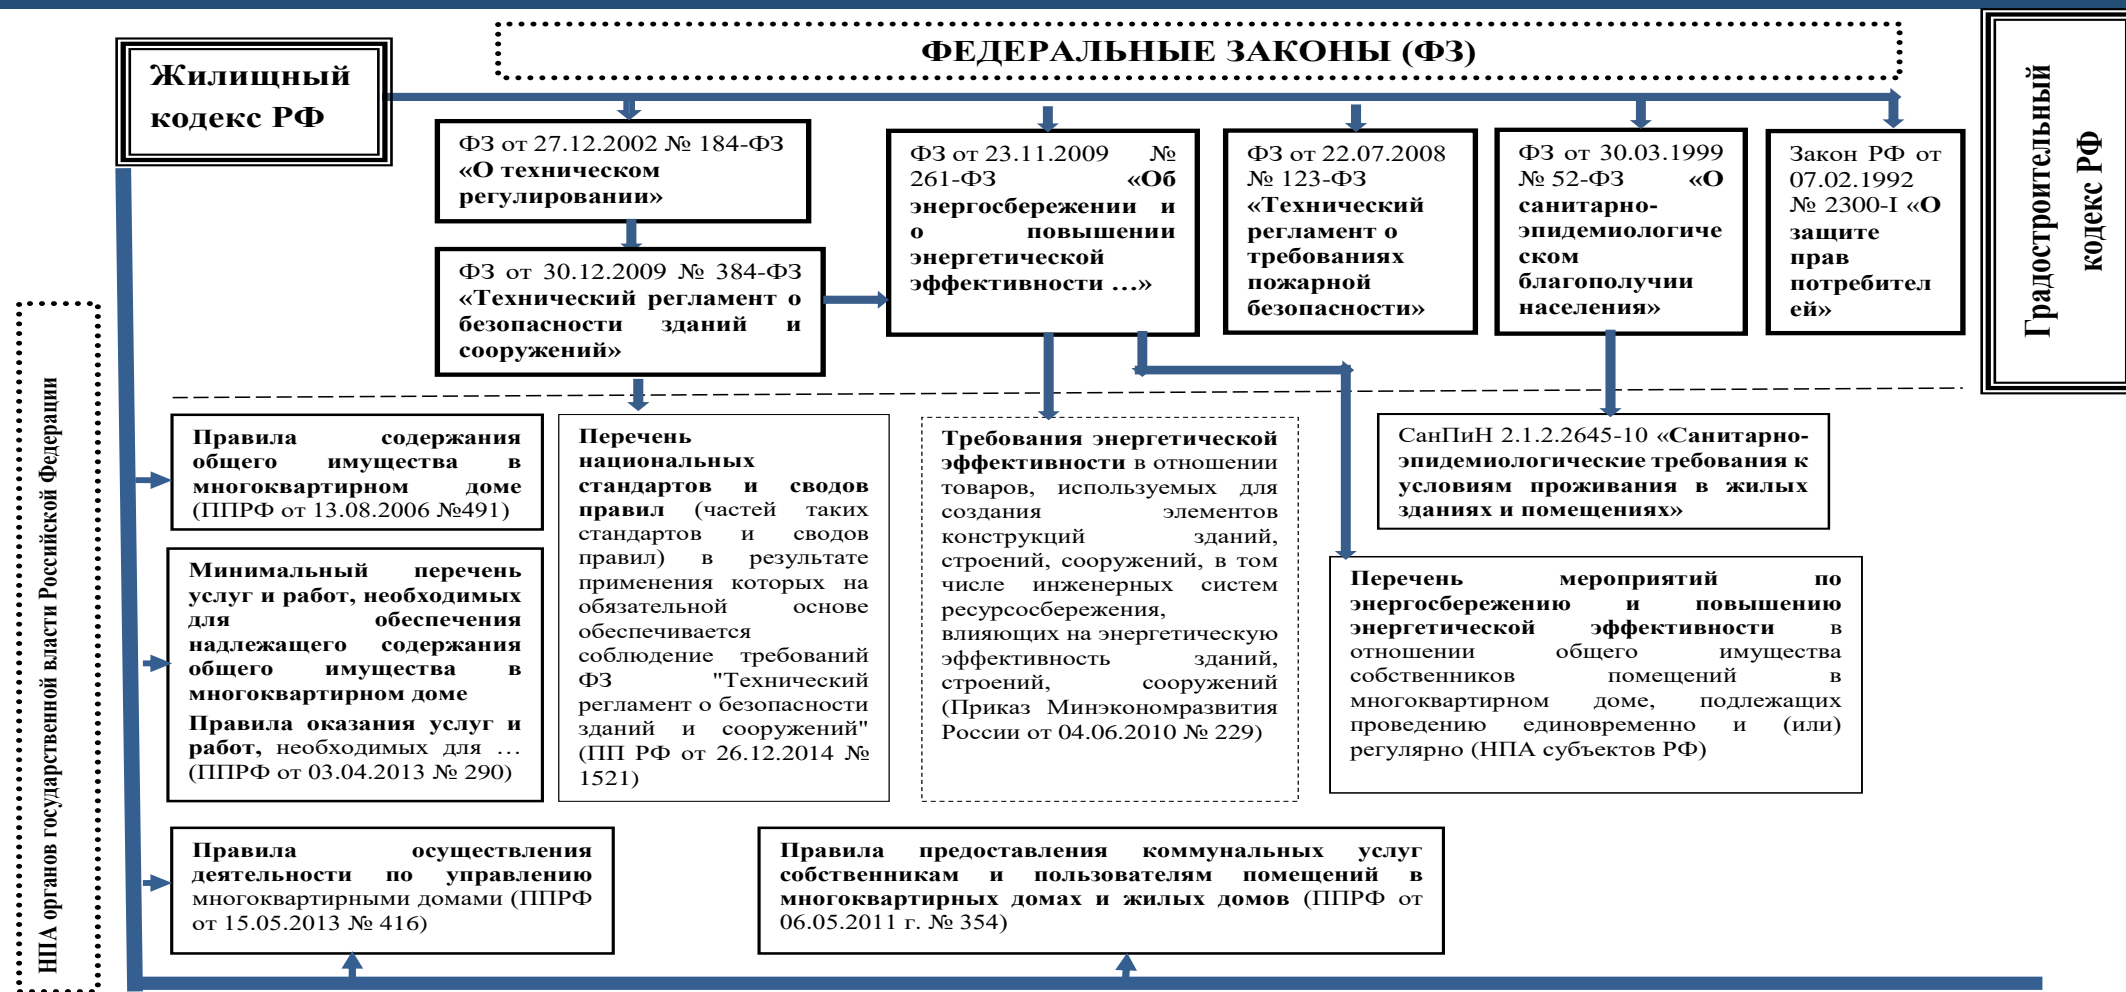 ФЕДЕРАЛЬНЫЕ ЗАКОНЫ (ФЗ)
Жилищный
кодекс РФ
Градостроительный
кодекс РФ
ФЗ от 27.12.2002 № 184-ФЗ
«О техническом
регулировании»
ФЗ от 30.12.2009 № 384-ФЗ
«Технический регламент о
безопасности зданий и
сооружений»
ФЗ от 23.11.2009 №
261-ФЗ «Об
энергосбережении и
о повышении
энергетической
эффективности …»
ФЗ от 22.07.2008
№ 123-ФЗ
«Технический
регламент о
требованиях
пожарной
безопасности»
ФЗ от 30.03.1999
№ 52-ФЗ «О
санитарно-
эпидемиологиче
ском
благополучии
населения»
Закон РФ от
07.02.1992
№ 2300-I «О
защите
прав
потребител
ей»
НПА органов государственной власти Российской Федерации
Правила содержания
общего имущества в
многоквартирном доме
(ППРФ от 13.08.2006 №491)
Минимальный перечень
услуг и работ, необходимых
для обеспечения
надлежащего содержания
общего имущества в
многоквартирном доме
Правила оказания услуг и
работ, необходимых для …
(ППРФ от 03.04.2013 № 290)
Перечень
национальных
стандартов и сводов
правил (частей таких
стандартов и сводов
правил) в результате
применения которых на
обязательной основе
обеспечивается
соблюдение требований
ФЗ "Технический
регламент о безопасности
зданий и сооружений"
(ПП РФ от 26.12.2014 №
1521)
Требования энергетической
эффективности в отношении
товаров, используемых для
создания элементов
конструкций зданий,
строений, сооружений, в том
числе инженерных систем
ресурсосбережения,
влияющих на энергетическую
эффективность зданий,
строений, сооружений
(Приказ Минэкономразвития
России от 04.06.2010 № 229)
СанПиН 2.1.2.2645-10 «Санитарно-
эпидемиологические требования к
условиям проживания в жилых
зданиях и помещениях»
Перечень мероприятий по
энергосбережению и повышению
энергетической эффективности в
отношении общего имущества
собственников помещений в
многоквартирном доме, подлежащих
проведению единовременно и (или)
регулярно (НПА субъектов РФ)
Правила осуществления
деятельности по управлению
многоквартирными домами (ППРФ
от 15.05.2013 № 416)
Правила предоставления коммунальных услуг
собственникам и пользователям помещений в
многоквартирных домах и жилых домов (ППРФ от
06.05.2011 г. № 354)